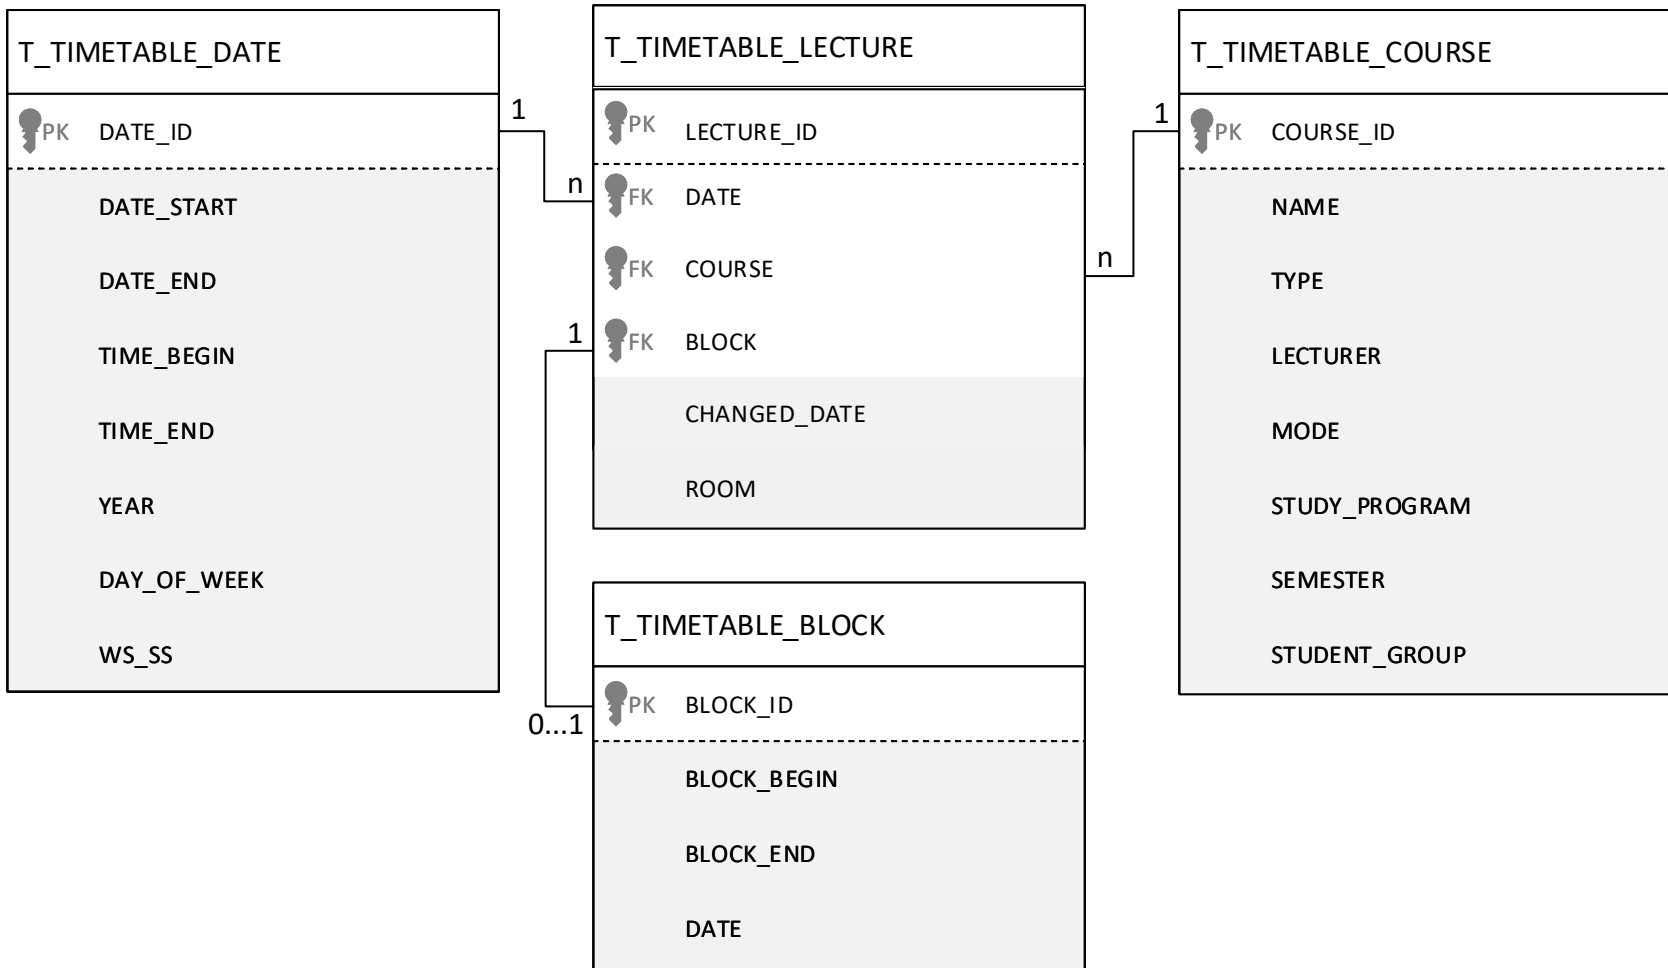 T_TIMETABLE_DATE
PK DATE_ID
DATE_START
DATE_END
TIME_BEGIN
TIME_END
YEAR
DAY_OF_WEEK
WS_SS
1
n
T_TIMETABLE_LECTURE
PK LECTURE_ID
FK DATE
FK COURSE
FK BLOCK
CHANGED_DATE
ROOM
1
0...1
T_TIMETABLE_BLOCK
PK BLOCK_ID
BLOCK_BEGIN
BLOCK_END
DATE
n
1
T_TIMETABLE_COURSE
PK COURSE_ID
NAME
TYPE
LECTURER
MODE
STUDY_PROGRAM
SEMESTER
STUDENT_GROUP